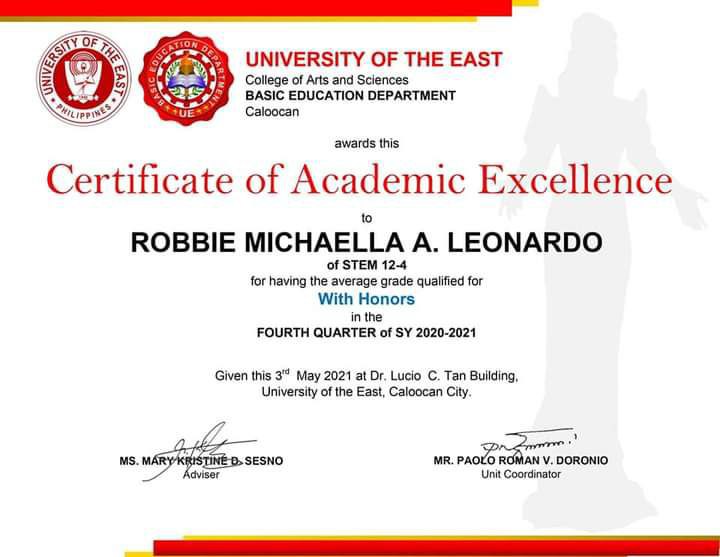 UNIVERSITY OF THE EAST
PHILIPPINES
BASIC EDUCATION DEPARTMENT
UE
UNIVERSITY OF THE EAST
College of Arts and Sciences
BASIC EDUCATION DEPARTMENT
Caloocan
awards this
Certificate of Academic Excellence
to
ROBBIE MICHAELLA A. LEONARDO
of STEM 12-4
for having the average grade qualified for
With Honors
in the
FOURTH QUARTER of SY 2020-2021
Given this 3rd May 2021 at Dr. Lucio C. Tan Building,
University of the East, Caloocan City.
MS. MARY KRISTINE D. SESNO
Adviser
MR. PAOLO ROMAN V. DORONIO
Unit Coordinator